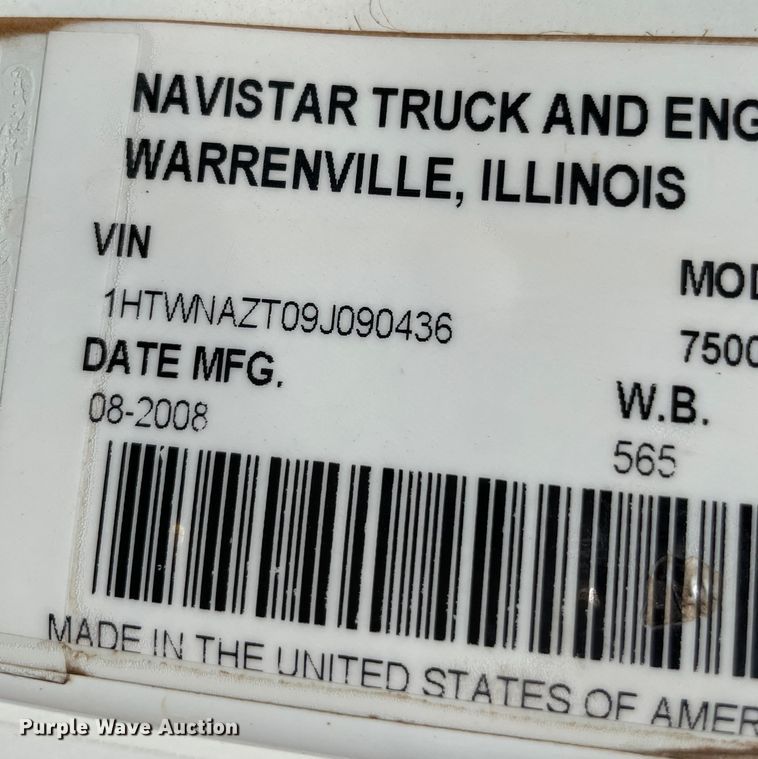 NAVISTAR TRUCK AND ENG
WARRENVILLE, ILLINOIS
VIN
1HTWNAZT09J090436
MOD
7500
DATE MFG.
08-2008
W.B.
565
MADE IN THE UNITED STATES OF AMER
Purple Wave Auction